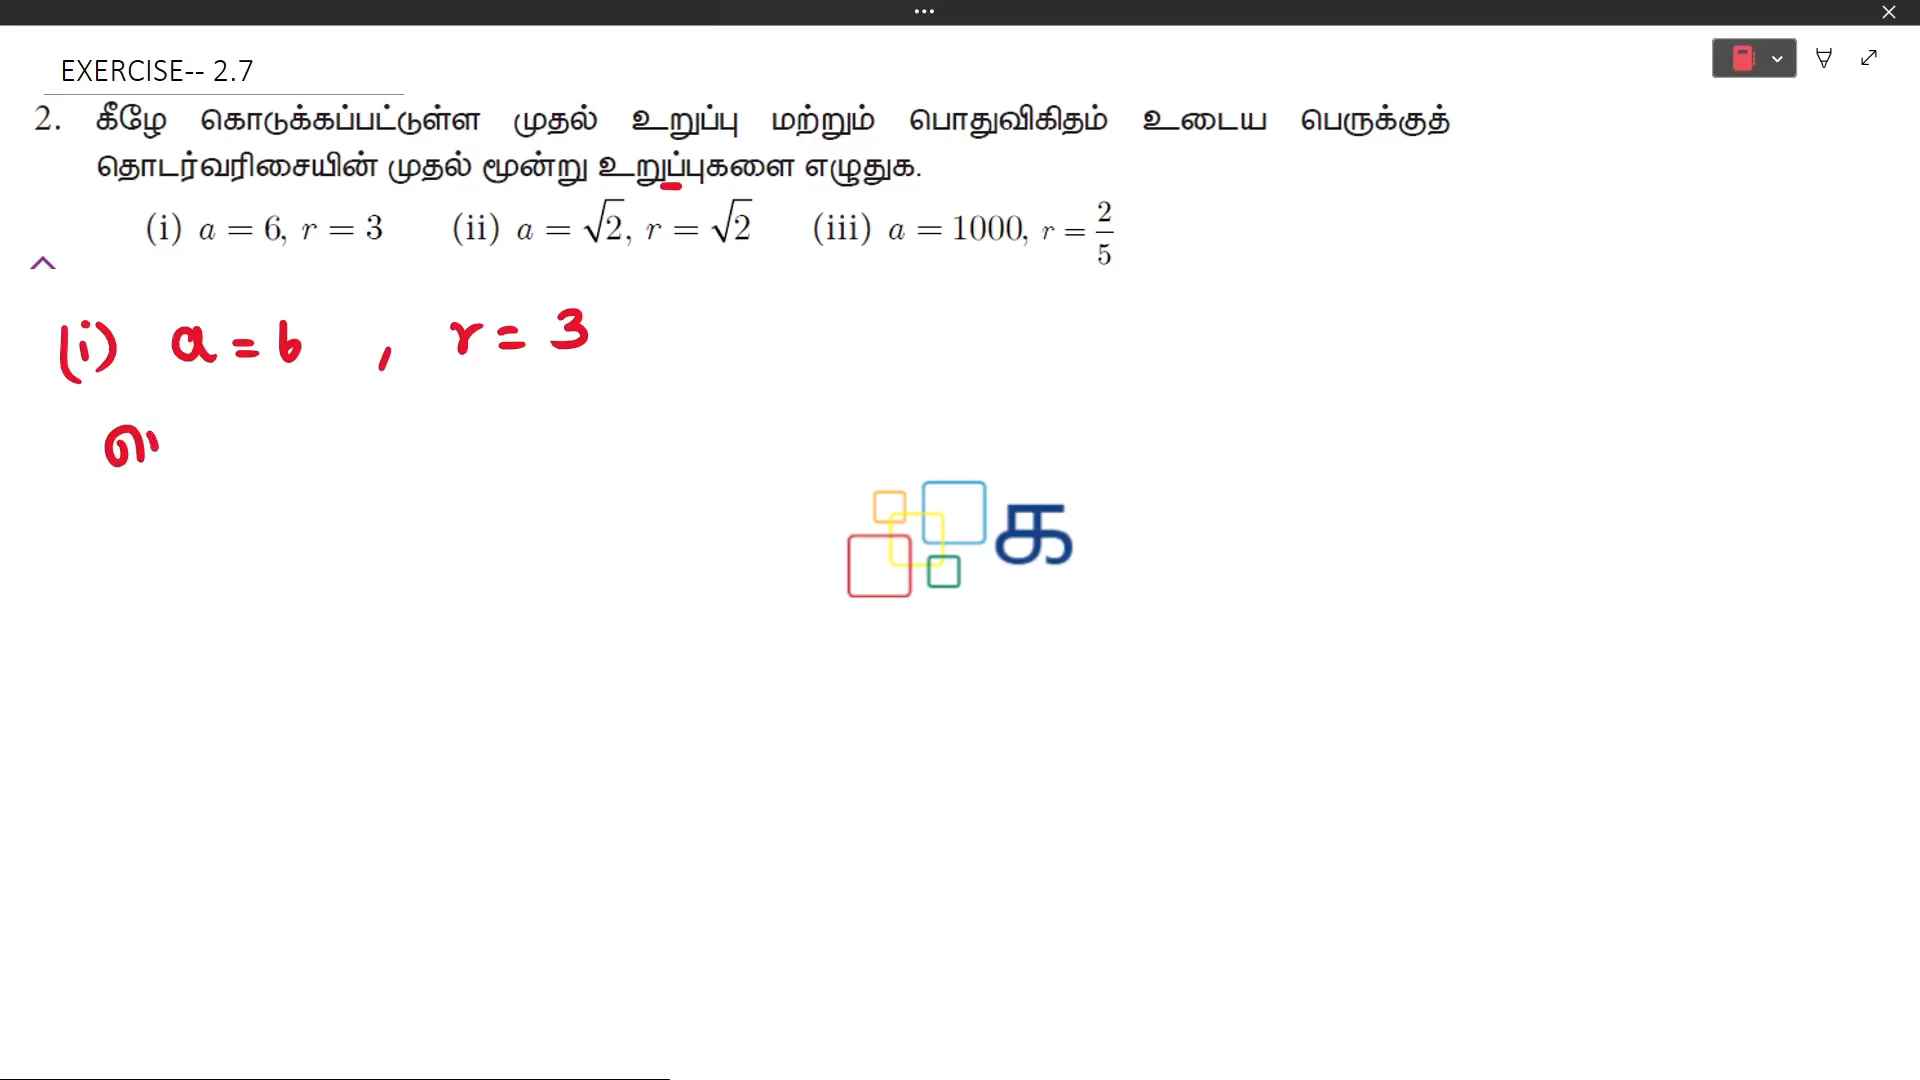 EXERCISE-- 2.7
2. கீழே கொடுக்கப்பட்டுள்ள முதல் உறுப்பு மற்றும் பொதுவிகிதம் உடைய பெருக்குத்
தொடர்வரிசையின் முதல் மூன்று உறுப்புகளை எழுதுக.
(i) a = 6, r = 3 (ii) a = √2, r = √2 (iii) a = 1000, r = 2/5
(i) a = 6 , r = 3
க